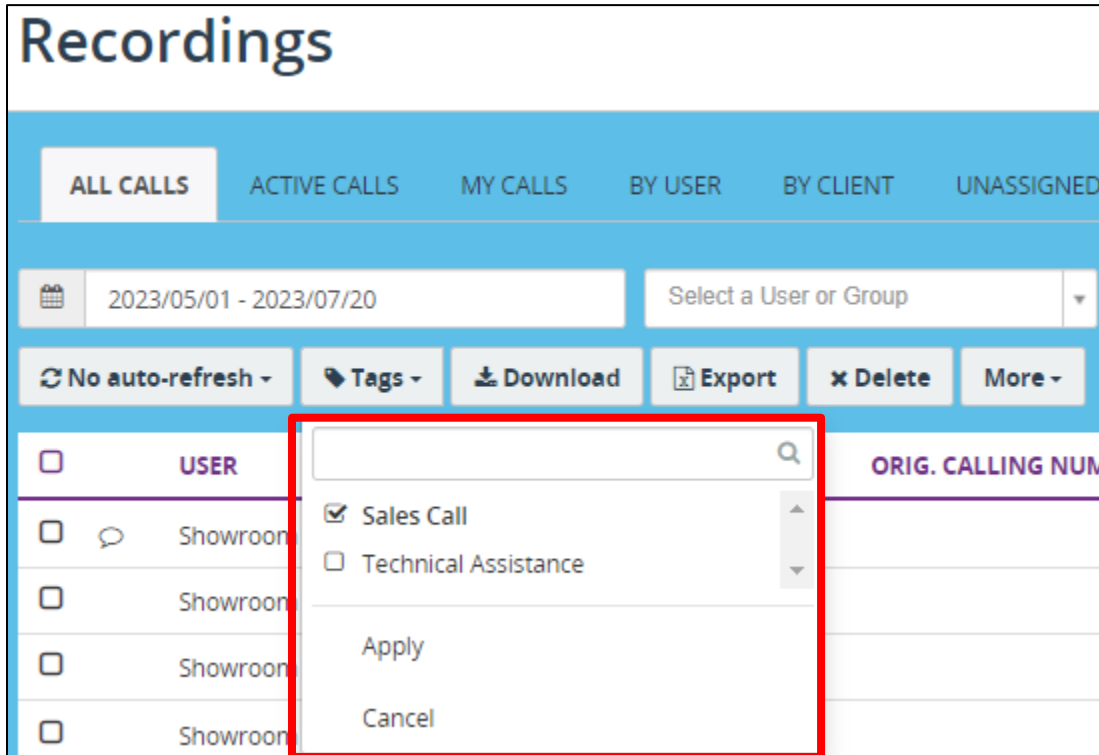 Recordings
ALL CALLS ACTIVE CALLS MY CALLS BY USER BY CLIENT UNASSIGNED
2023/05/01 - 2023/07/20 Select a User or Group
No auto-refresh Tags Download Export Delete More
USER ORIG. CALLING NUM
Showroom
Sales Call
Technical Assistance
Showroom
Apply
Showroom
Cancel
Showroom